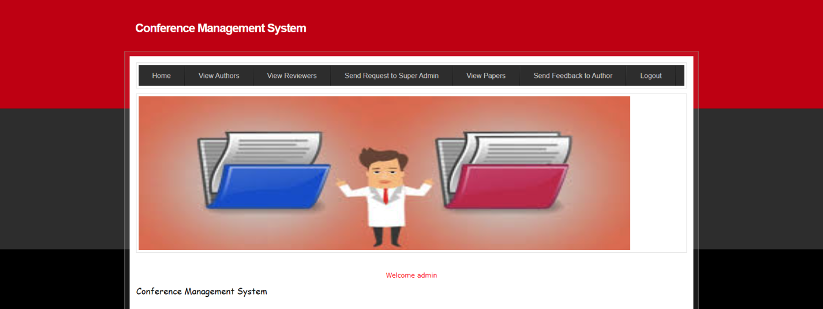 Conference Management System
Home View Authors View Reviewers Send Request to Super Admin View Papers Send Feedback to Author Logout
Welcome admin
Conference Management System